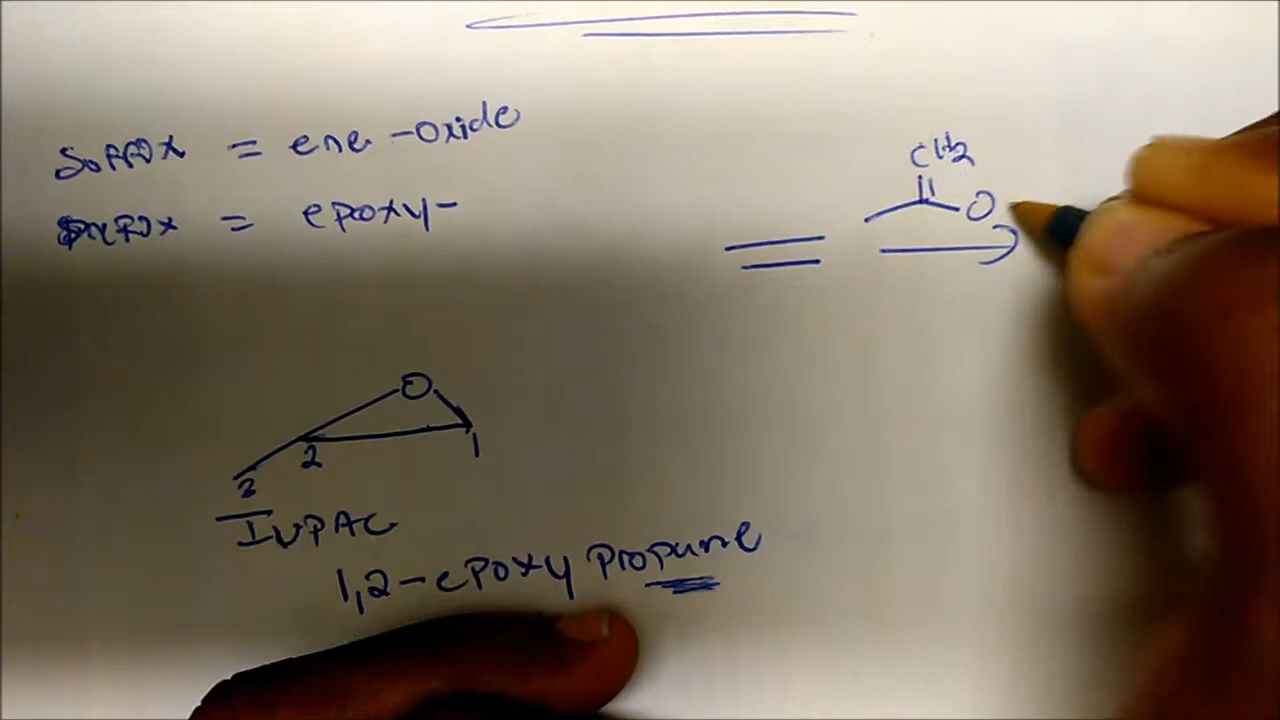 Suffix = ene-oxide
Prefix = epoxy-
CH2
O
O
2
1
3
IUPAC
1,2-epoxy propane